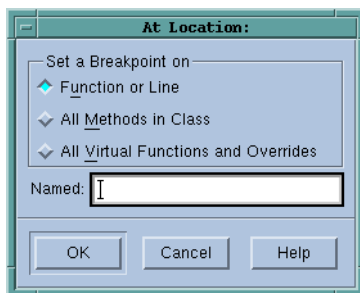 At Location:
Set a Breakpoint on
Function or Line
All Methods in Class
All Virtual Functions and Overrides
Named:
OK Cancel Help